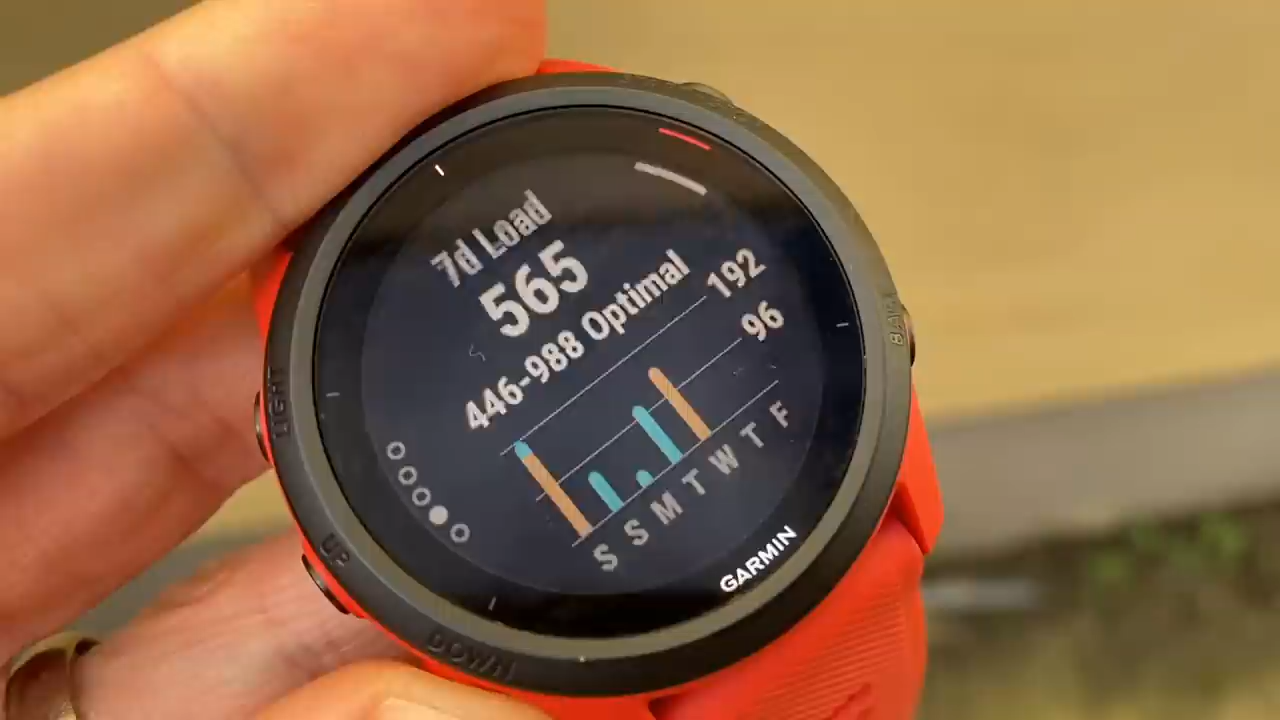 7d Load
565
446-988 Optimal
192
96
S S M T W T F
GARMIN
LIGHT
UP
DOWN
BACK